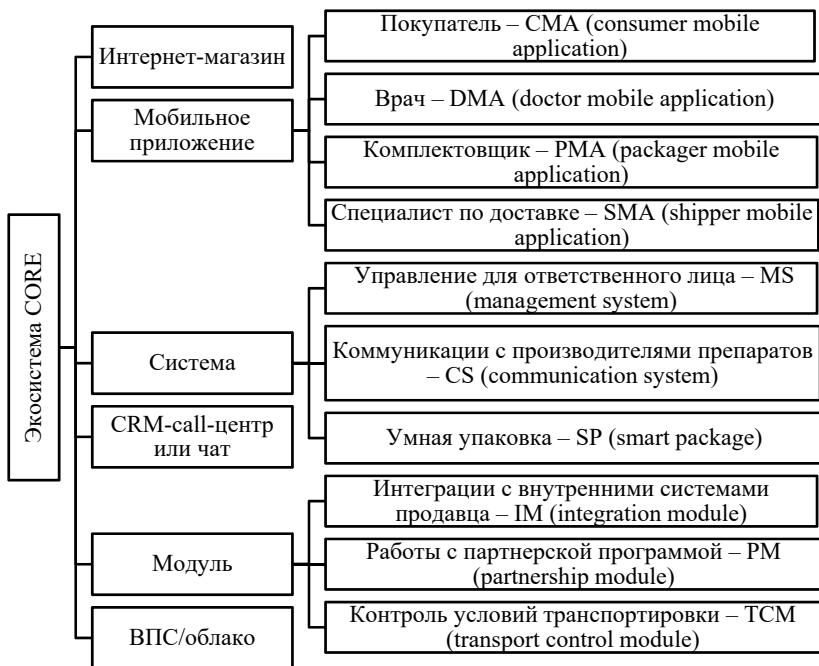 Экосистема CORE
Интернет-магазин
Мобильное
приложение
Покупатель – CMA (consumer mobile
application)
Врач – DMA (doctor mobile application)
Комплектовщик – PMA (packager mobile
application)
Специалист по доставке – SMA (shipper mobile
application)
Система
Управление для ответственного лица – MS
(management system)
Коммуникации с производителями препаратов
– CS (communication system)
Умная упаковка – SP (smart package)
CRM-call-центр
или чат
Модуль
Интеграции с внутренними системами
продавца – IM (integration module)
Работы с партнерской программой – PM
(partnership module)
Контроль условий транспортировки – TCM
(transport control module)
ВПС/облако